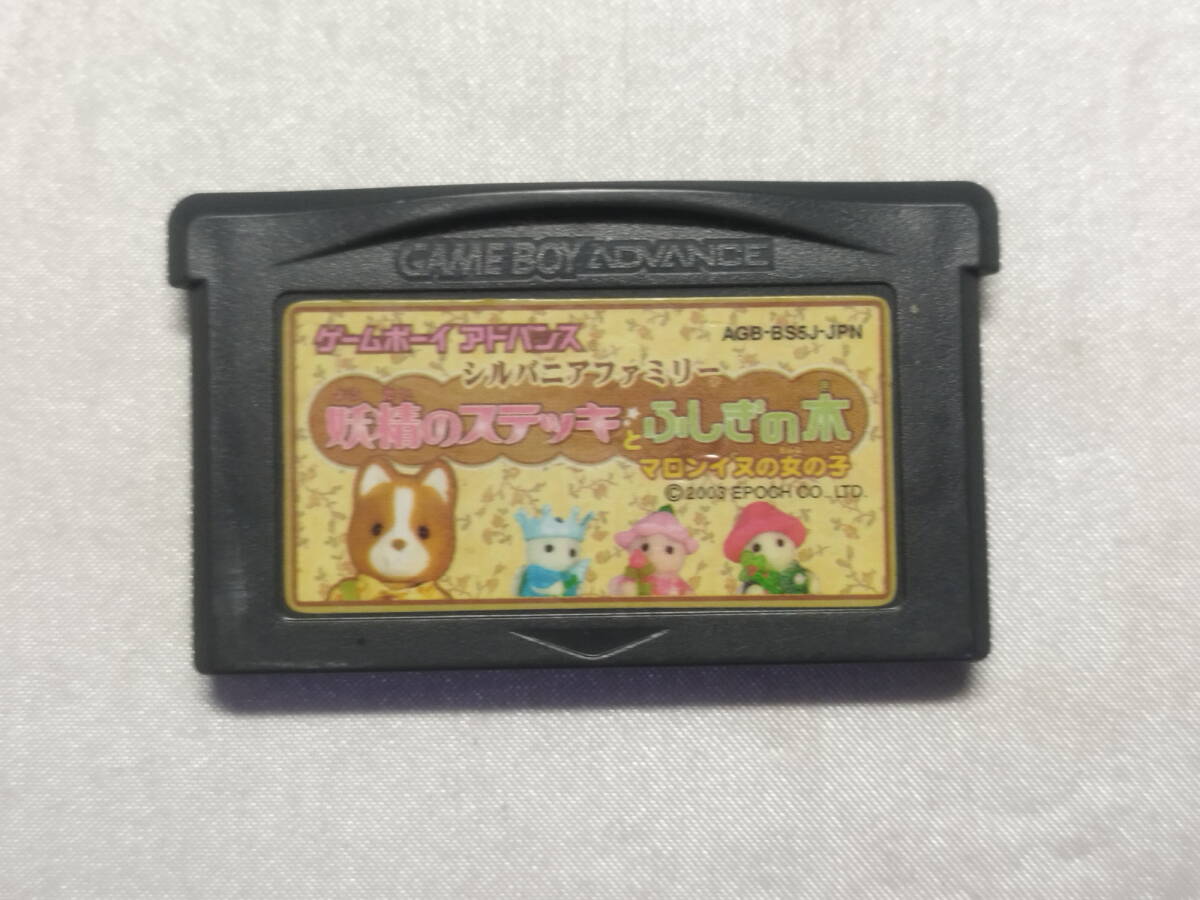 GAME BOY ADVANCE
ゲームボーイ アドバンス
AGB-BS5J-JPN
シルバニアファミリー
妖精のステッキとふしぎの木
マロンイヌの女の子
©2003 EPOCH CO., LTD.